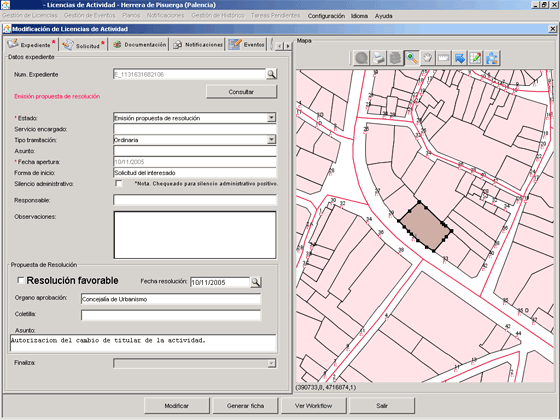 - Licencias de Actividad - Herrera de Pisuerga (Palencia)
Gestión de Licencias Gestión de Eventos Planos Notificaciones Gestión de Histórico Tareas Pendientes Configuración Idioma Ayuda
Modificación de Licencias de Actividad
Expediente * Solicitud * Documentación Notificaciones Eventos
Mapa
Datos expediente
Num. Expediente E_1131631682106
Emisión propuesta de resolución Consultar
* Estado: Emisión propuesta de resolución
Servicio encargado:
Tipo tramitación: Ordinaria
Asunto:
* Fecha apertura: 10/11/2005
Forma de inicio: Solicitud del interesado
Silencio administrativo: *Nota. Chequeado para silencio administrativo positivo.
Responsable:
Observaciones:
Propuesta de Resolución
Resolución favorable Fecha resolución: 10/11/2005
Organo aprobación: Concejalía de Urbanismo
Coletilla:
Asunto:
Autorizacion del cambio de titular de la actividad.
Finaliza:
(390733,8, 4716874,1)
Modificar Generar ficha Ver Workflow Salir